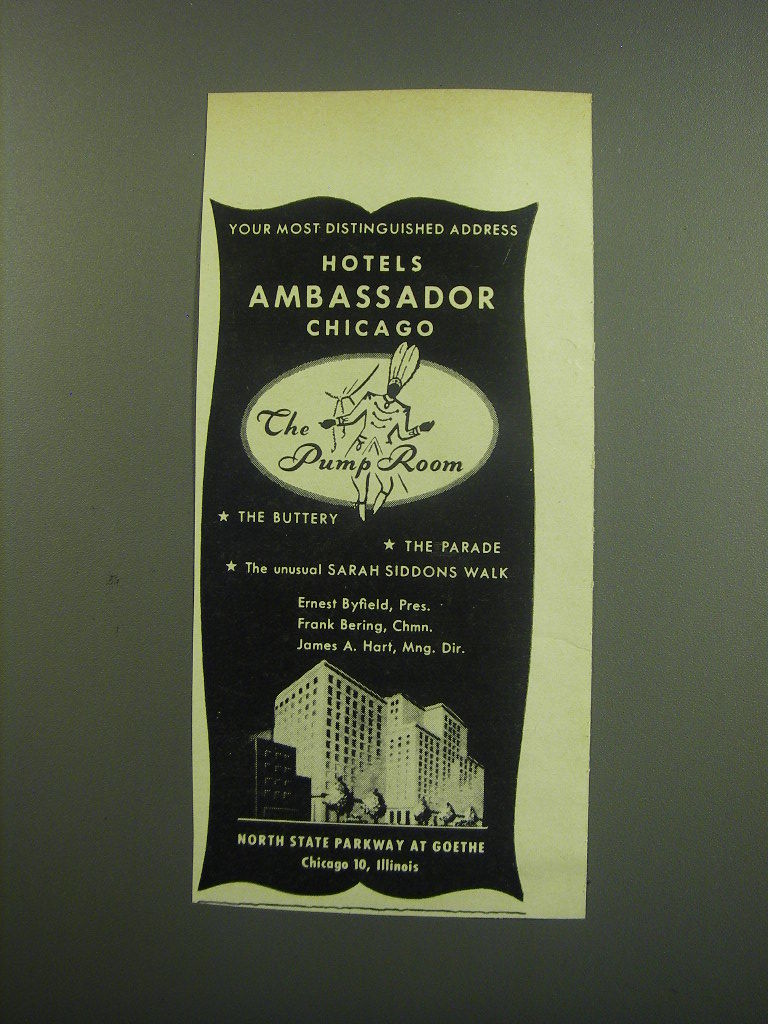 YOUR MOST DISTINGUISHED ADDRESS
HOTELS
AMBASSADOR
CHICAGO
The
Pump Room
★ THE BUTTERY
★ THE PARADE
★ The unusual SARAH SIDDONS WALK
Ernest Byfield, Pres.
Frank Bering, Chmn.
James A. Hart, Mng. Dir.
NORTH STATE PARKWAY AT GOETHE
Chicago 10, Illinois